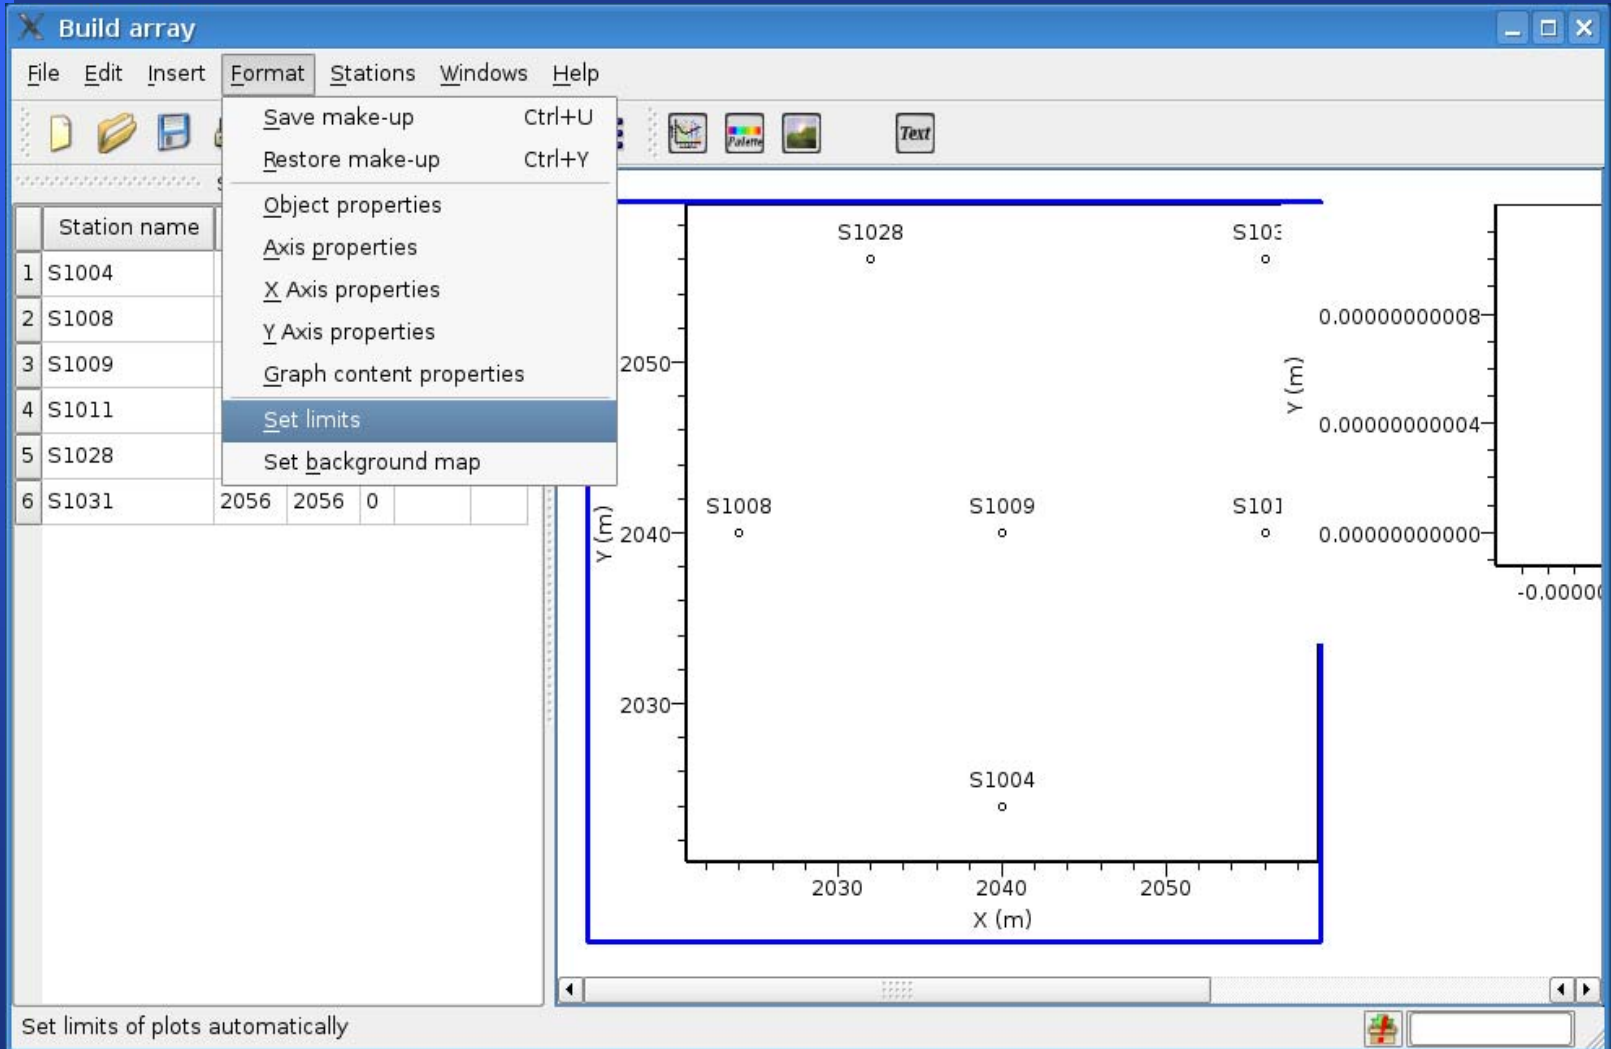 Build array
File Edit Insert Format Stations Windows Help
Save make-up Ctrl+U
Restore make-up Ctrl+Y
Object properties
Axis properties
X Axis properties
Y Axis properties
Graph content properties
Set limits
Set background map
Palette
Text
Station name
1 S1004
2 S1008
3 S1009
4 S1011
5 S1028
6 S1031 2056 2056 0
S1028
2050
S1008 S1009
Y (m)
2040
2030
S1004
2030 2040 2050
X (m)
Y (m)
0.00000000008
0.00000000004
0.00000000000
Set limits of plots automatically